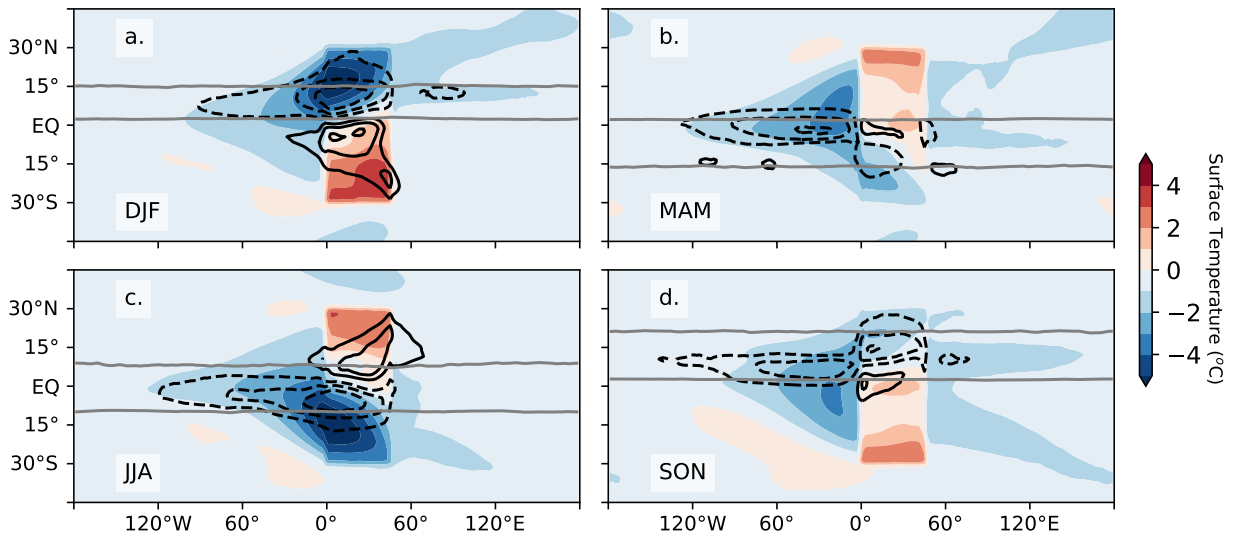 a.
b.
30°N
15°
EQ
15°
30°S
DJF
MAM
c.
d.
30°N
15°
EQ
15°
30°S
JJA
SON
120°W
60°
0°
60°
120°E
120°W
60°
0°
60°
120°E
4
2
0
−2
−4
Surface Temperature (°C)